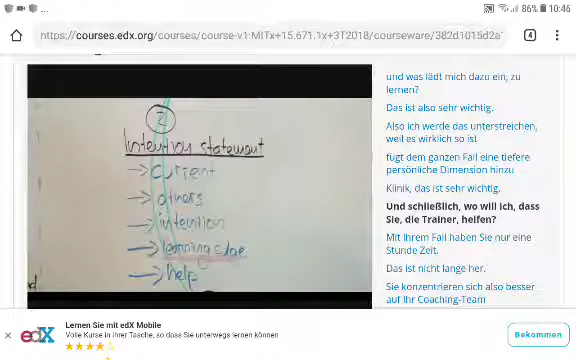 86% 10:46
https://courses.edx.org/courses/course-v1:MITx+15.671.1x+3T2018/courseware/382d1015d2a
4
2
Intention statement
→ current
→ others
→ intention
→ learning edge
→ help
und was lädt mich dazu ein, zu
lernen?
Das ist also sehr wichtig.
Also ich werde das unterstreichen,
weil es wirklich so ist
fugt dem ganzen Fall eine tiefere
persönliche Dimension hinzu
Klinik, das ist sehr wichtig.
Und schließlich, wo will ich, dass
Sie, die Trainer, helfen?
Mit Ihrem Fall haben Sie nur eine
Stunde Zeit.
Das ist nicht lange her.
Sie konzentrieren sich also besser
auf Ihr Coaching-Team
edX
Lernen Sie mit edX Mobile
Volle Kurse in Ihrer Tasche, so dass Sie unterwegs lernen können
Bekommen